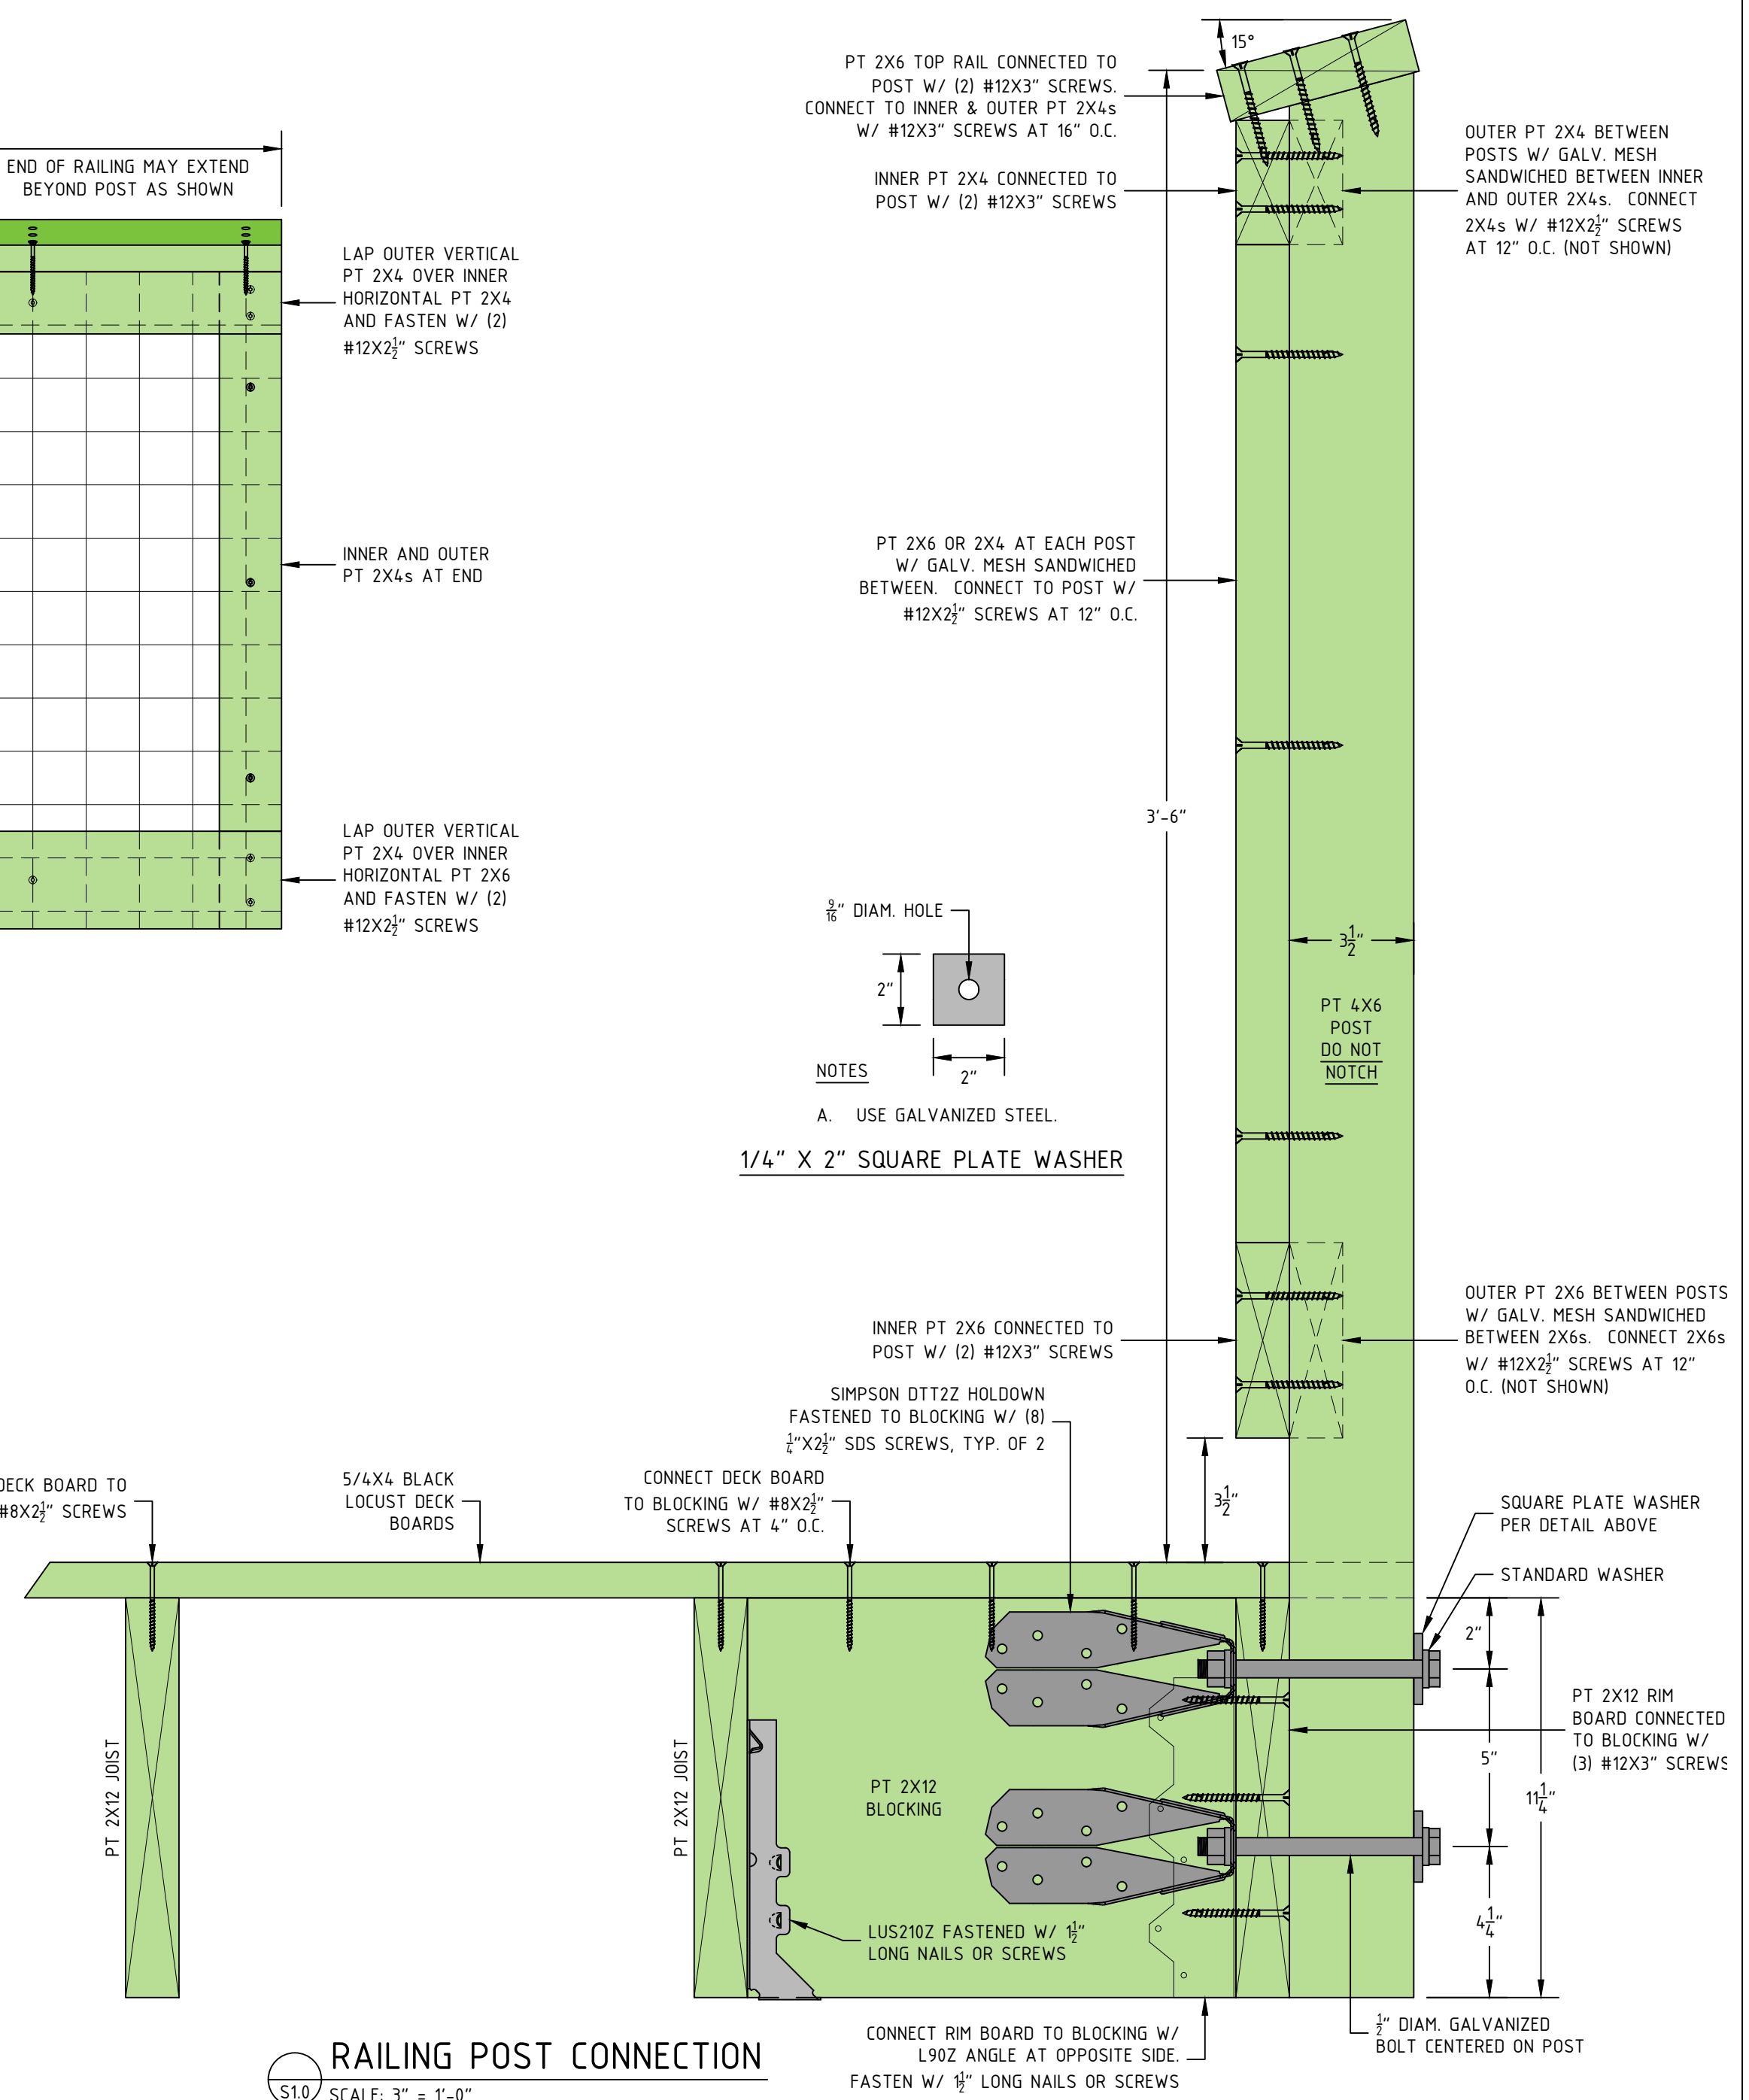 END OF RAILING MAY EXTEND
BEYOND POST AS SHOWN
LAP OUTER VERTICAL
PT 2X4 OVER INNER
HORIZONTAL PT 2X4
AND FASTEN W/ (2)
#12X2½" SCREWS
INNER AND OUTER
PT 2X4s AT END
LAP OUTER VERTICAL
PT 2X4 OVER INNER
HORIZONTAL PT 2X6
AND FASTEN W/ (2)
#12X2½" SCREWS
15°
PT 2X6 TOP RAIL CONNECTED TO
POST W/ (2) #12X3" SCREWS.
CONNECT TO INNER & OUTER PT 2X4s
W/ #12X3" SCREWS AT 16" O.C.
INNER PT 2X4 CONNECTED TO
POST W/ (2) #12X3" SCREWS
OUTER PT 2X4 BETWEEN
POSTS W/ GALV. MESH
SANDWICHED BETWEEN INNER
AND OUTER 2X4s. CONNECT
2X4s W/ #12X2½" SCREWS
AT 12" O.C. (NOT SHOWN)
PT 2X6 OR 2X4 AT EACH POST
W/ GALV. MESH SANDWICHED
BETWEEN. CONNECT TO POST W/
#12X2½" SCREWS AT 12" O.C.
3'-6"
9/16" DIAM. HOLE
2"
2"
NOTES
A. USE GALVANIZED STEEL.
1/4" X 2" SQUARE PLATE WASHER
3½"
PT 4X6
POST
DO NOT
NOTCH
INNER PT 2X6 CONNECTED TO
POST W/ (2) #12X3" SCREWS
OUTER PT 2X6 BETWEEN POSTS
W/ GALV. MESH SANDWICHED
BETWEEN 2X6s. CONNECT 2X6s
W/ #12X2½" SCREWS AT 12"
O.C. (NOT SHOWN)
SIMPSON DTT2Z HOLDOWN
FASTENED TO BLOCKING W/ (8)
¼"X2½" SDS SCREWS, TYP. OF 2
DECK BOARD TO
#8X2½" SCREWS
5/4X4 BLACK
LOCUST DECK
BOARDS
CONNECT DECK BOARD
TO BLOCKING W/ #8X2½"
SCREWS AT 4" O.C.
3½"
SQUARE PLATE WASHER
PER DETAIL ABOVE
STANDARD WASHER
2"
5"
4¼"
11¼"
PT 2X12 RIM
BOARD CONNECTED
TO BLOCKING W/
(3) #12X3" SCREWS
PT 2X12 JOIST
PT 2X12 JOIST
PT 2X12
BLOCKING
LUS210Z FASTENED W/ 1½"
LONG NAILS OR SCREWS
CONNECT RIM BOARD TO BLOCKING W/
L90Z ANGLE AT OPPOSITE SIDE.
FASTEN W/ 1½" LONG NAILS OR SCREWS
½" DIAM. GALVANIZED
BOLT CENTERED ON POST
RAILING POST CONNECTION
S1.0
SCALE: 3" = 1'-0"